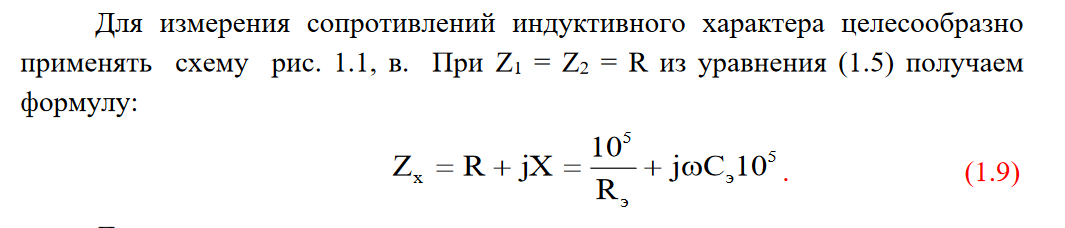 Для измерения сопротивлений индуктивного характера целесообразно
применять схему рис. 1.1, в. При Z₁ = Z₂ = R из уравнения (1.5) получаем
формулу:
Zₓ = R + jX = 10⁵/Rэ + jωCэ10⁵. (1.9)